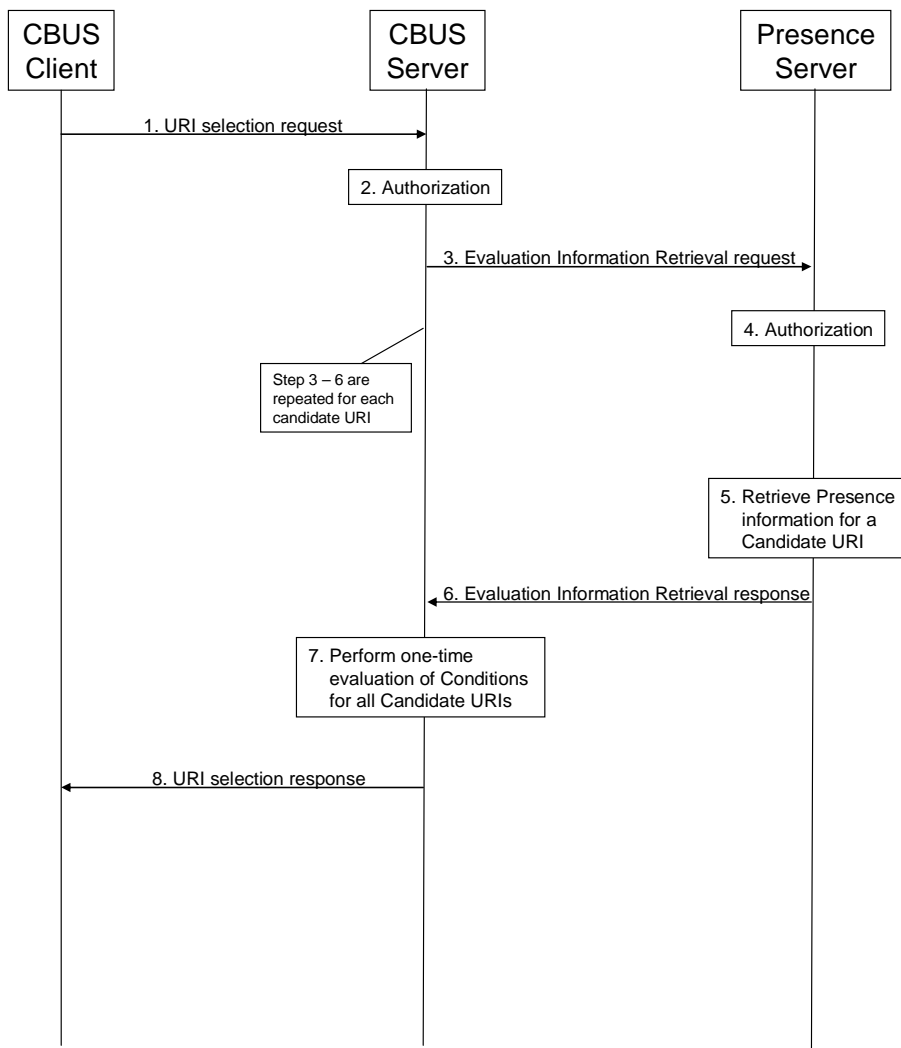 CBUS
Client
CBUS
Server
Presence
Server
1. URI selection request
2. Authorization
3. Evaluation Information Retrieval request
4. Authorization
Step 3 – 6 are
repeated for each
candidate URI
5. Retrieve Presence
information for a
Candidate URI
6. Evaluation Information Retrieval response
7. Perform one-time
evaluation of Conditions
for all Candidate URIs
8. URI selection response